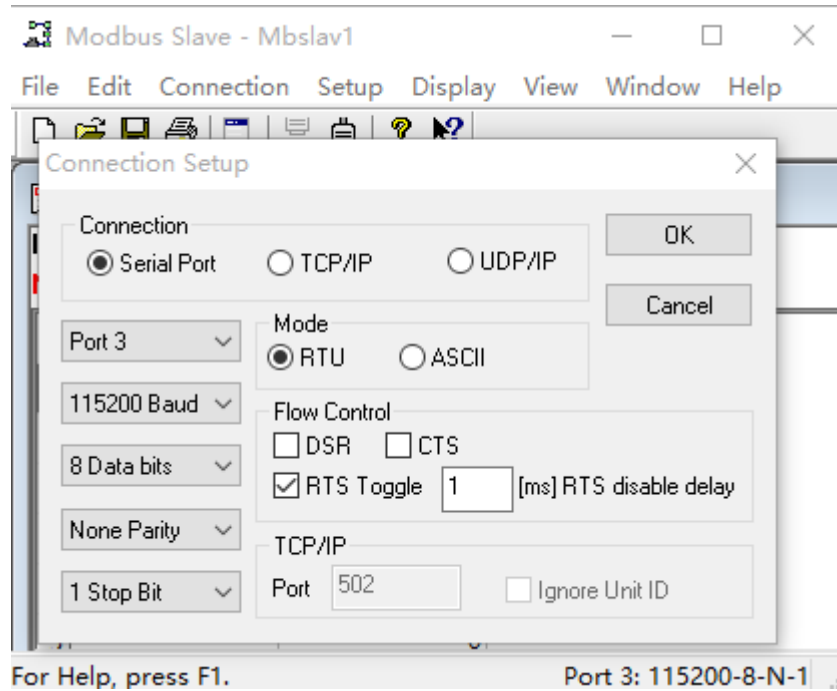 Modbus Slave - Mbslav1
File Edit Connection Setup Display View Window Help
Connection Setup
Connection
Serial Port TCP/IP UDP/IP
OK
Cancel
Port 3
115200 Baud
8 Data bits
None Parity
1 Stop Bit
Mode
RTU ASCII
Flow Control
DSR CTS
RTS Toggle 1 [ms] RTS disable delay
TCP/IP
Port 502 Ignore Unit ID
For Help, press F1. Port 3: 115200-8-N-1